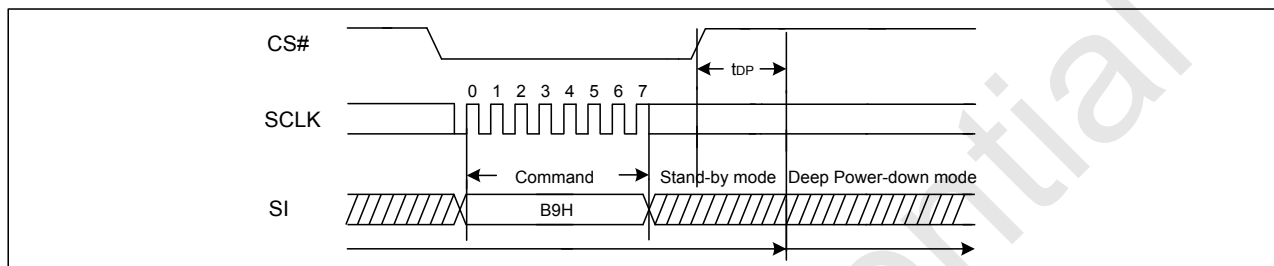 CS#
tDP
0 1 2 3 4 5 6 7
SCLK
Command Stand-by mode Deep Power-down mode
SI
B9H
ential